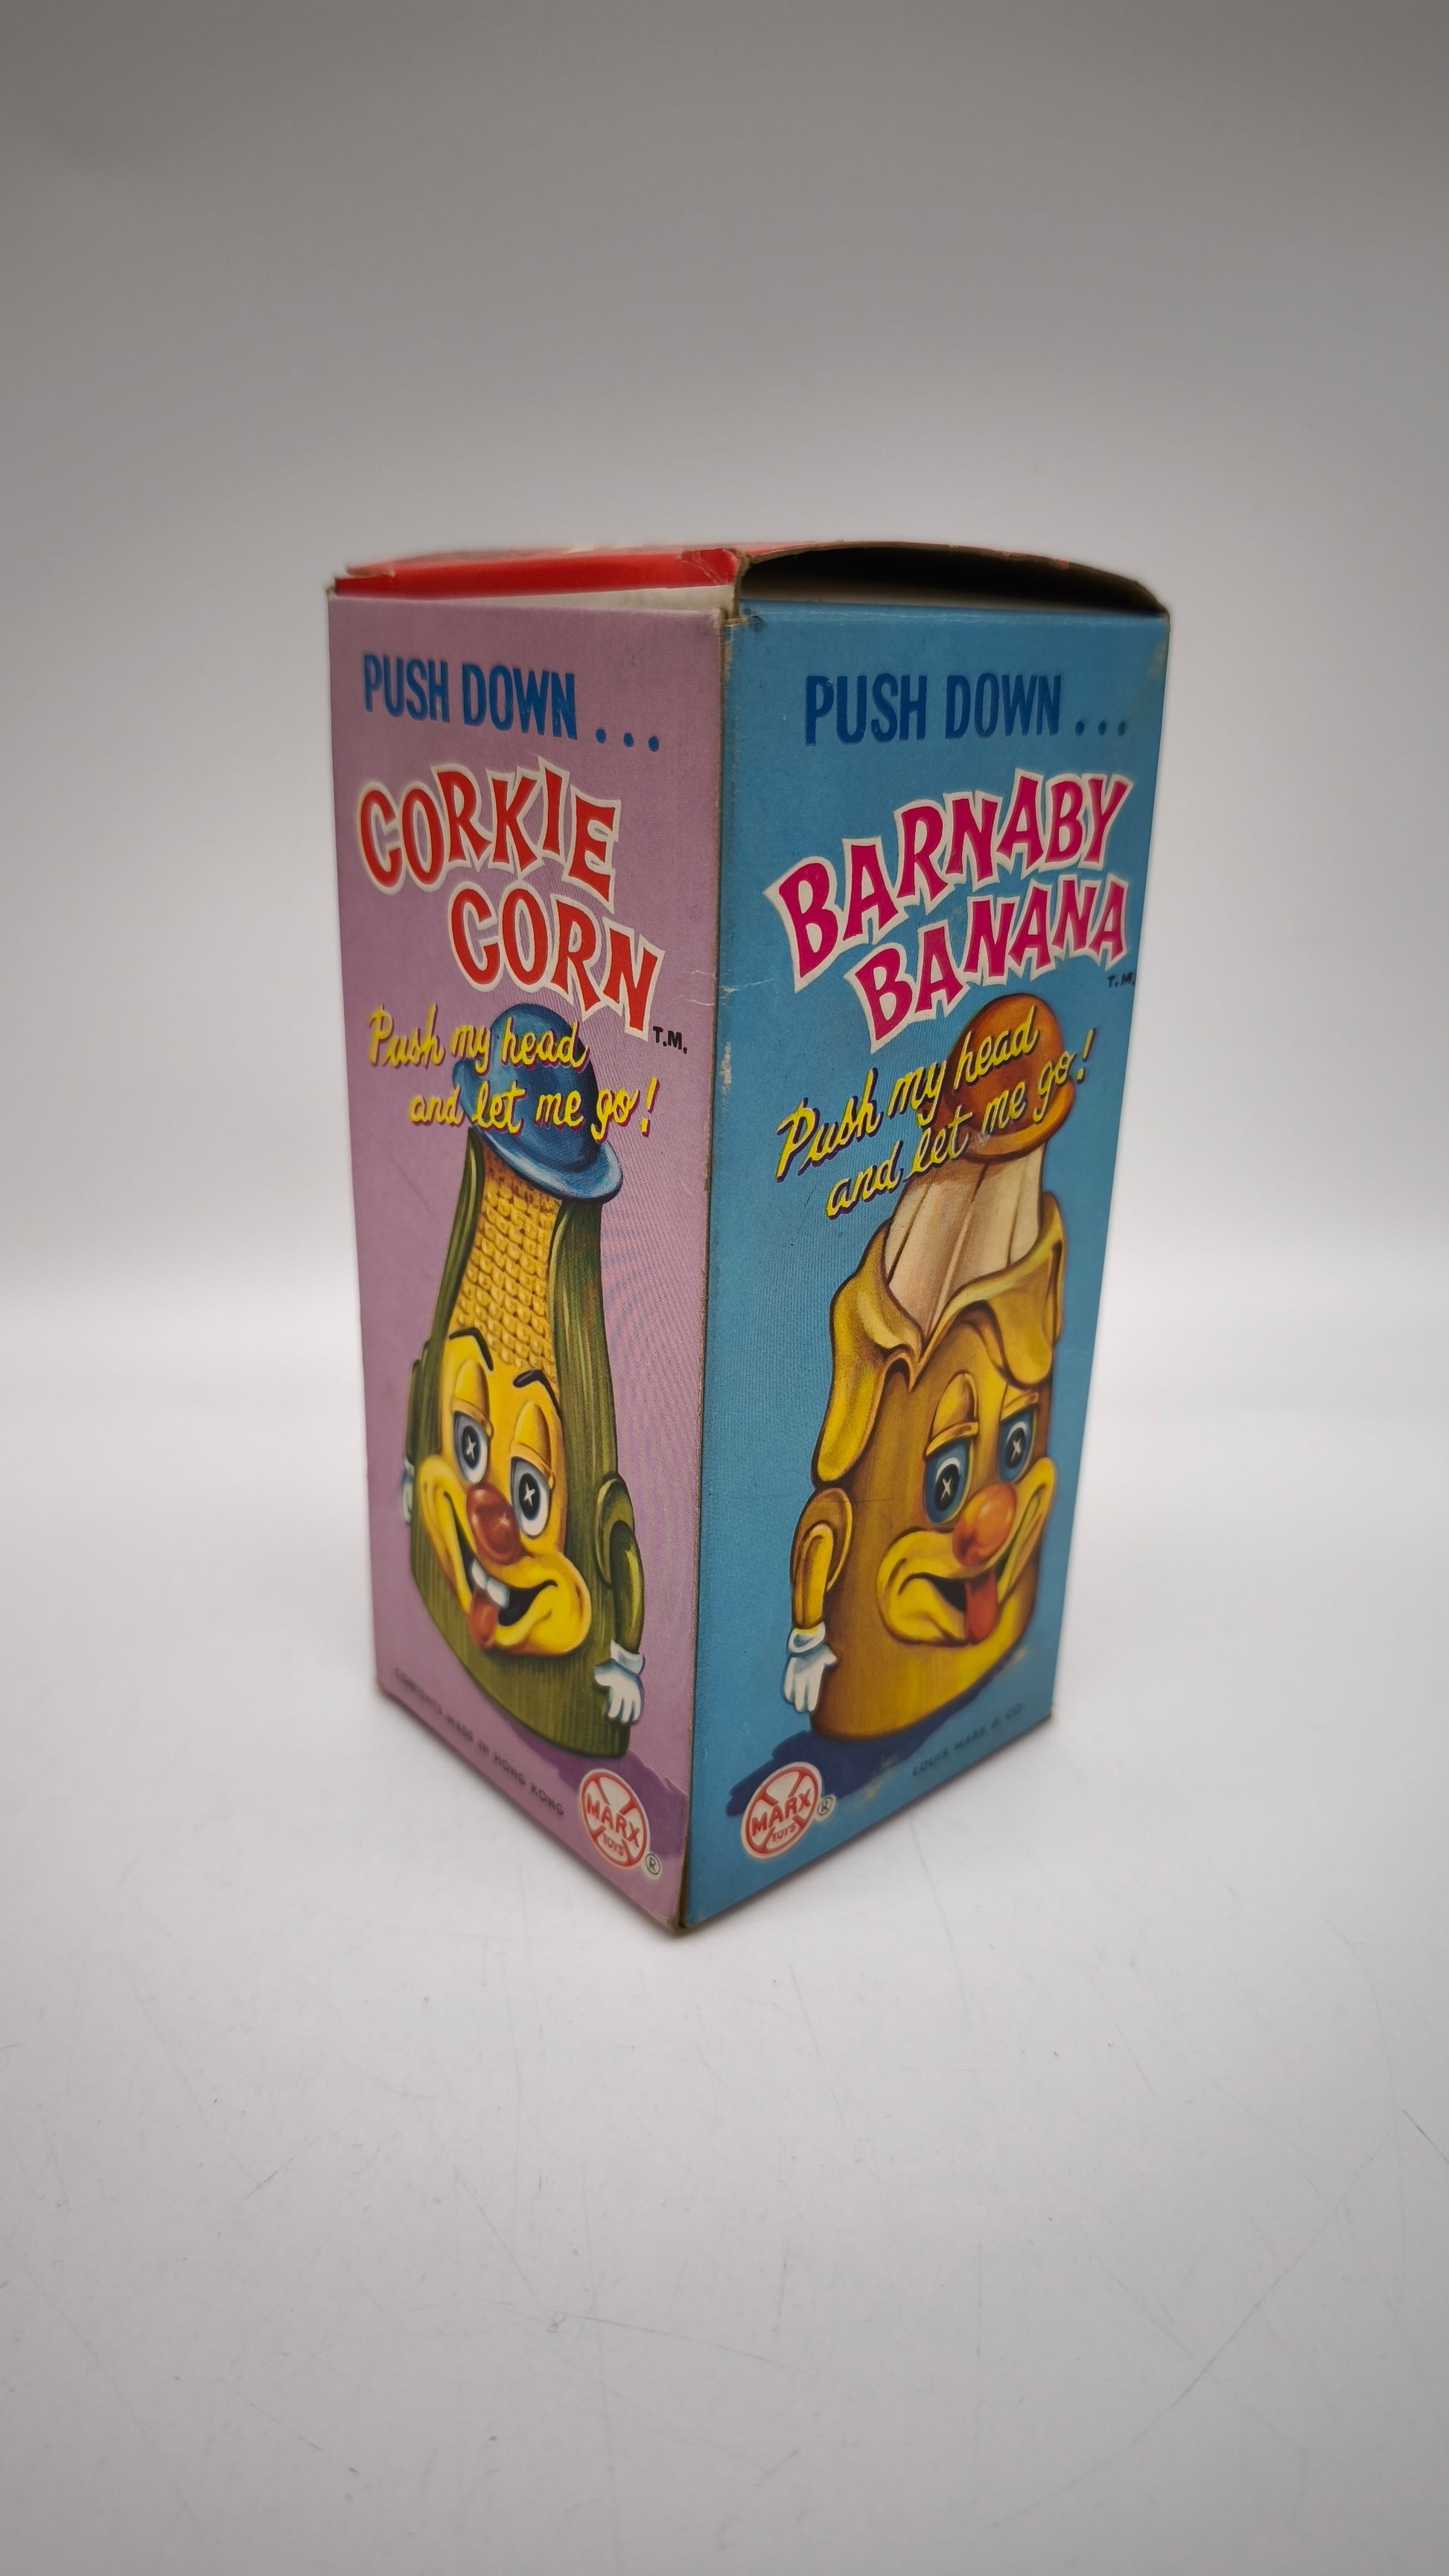 PUSH DOWN...
CORKIE
CORN
T.M.
Push my head
and let me go!
CONTENTS MADE IN HONG KONG
MARX
TOYS
®
PUSH DOWN...
BARNABY
BANANA
T.M.
Push my head
and let me go!
LOUIS MARX & CO.
MARX
TOYS
®